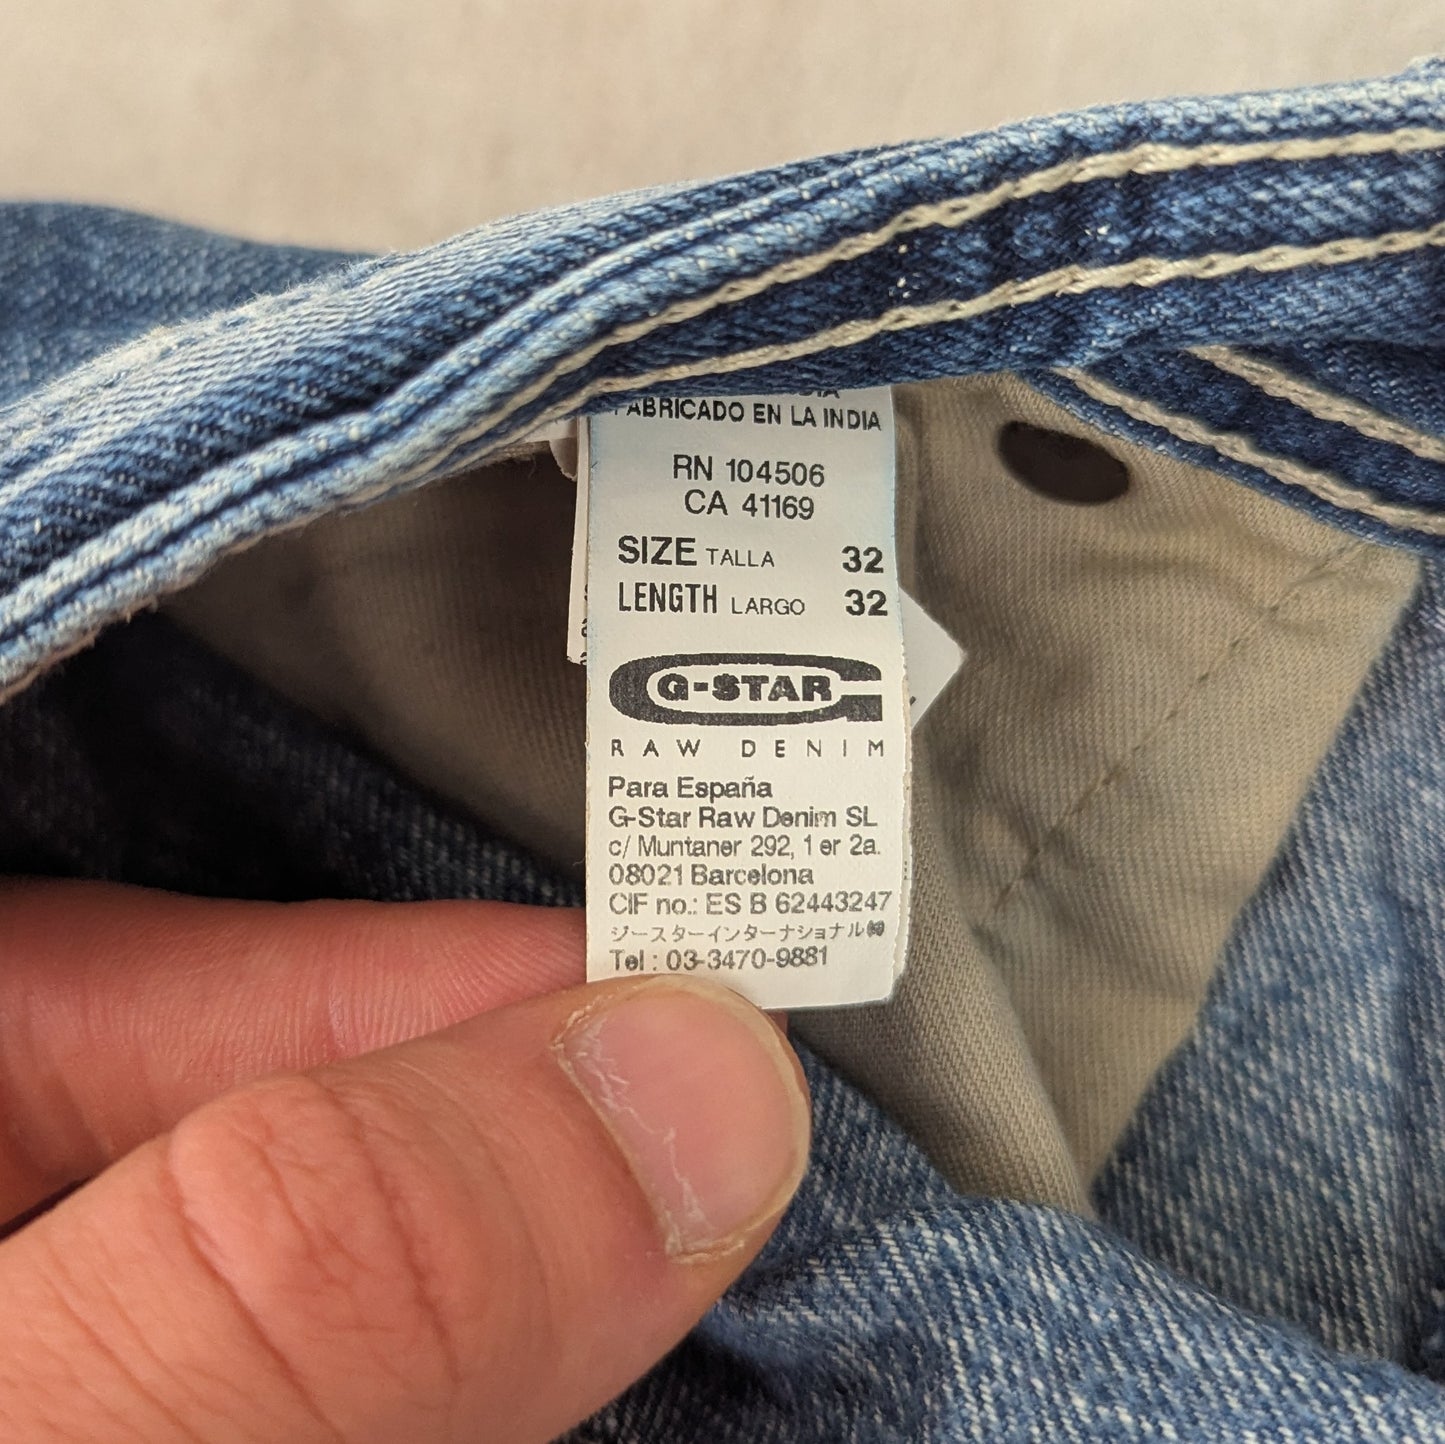 FABRICADO EN LA INDIA
RN 104506
CA 41169
SIZE TALLA 32
LENGTH LARGO 32
G-STAR
RAW DENIM
Para España
G-Star Raw Denim SL
c/ Muntaner 292, 1 er 2a.
08021 Barcelona
CIF no.: ES B 62443247
ジースターインターナショナル㈱
Tel : 03-3470-9881